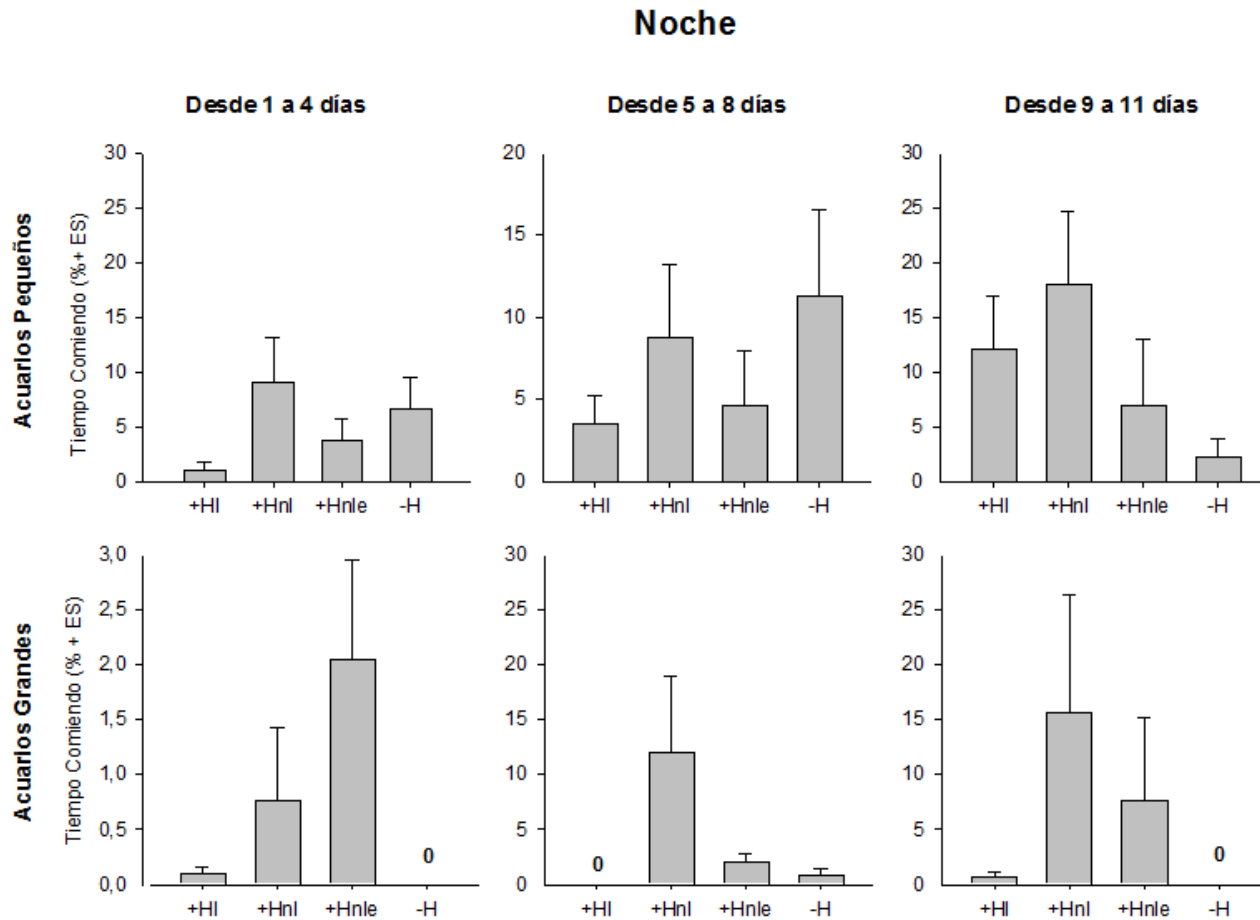 Noche
Desde 1 a 4 días
Desde 5 a 8 días
Desde 9 a 11 días
Acuarios Pequeños
Tiempo Comiendo (%+ ES)
30
25
20
15
10
5
0
+Hl
+Hnl
+Hnle
-H
20
15
10
5
0
+Hl
+Hnl
+Hnle
-H
30
25
20
15
10
5
0
+Hl
+Hnl
+Hnle
-H
Acuarios Grandes
Tiempo Comiendo (% + ES)
3,0
2,5
2,0
1,5
1,0
0,5
0,0
0
+Hl
+Hnl
+Hnle
-H
30
25
20
15
10
5
0
0
+Hl
+Hnl
+Hnle
-H
30
25
20
15
10
5
0
0
+Hl
+Hnl
+Hnle
-H